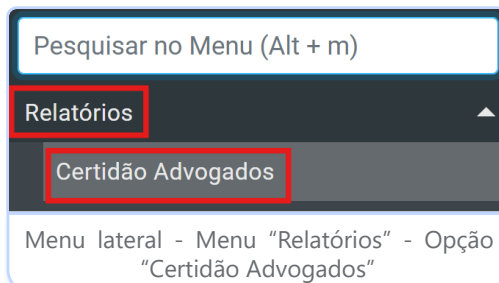 Pesquisar no Menu (Alt + m)
Relatórios
Certidão Advogados
Menu lateral - Menu “Relatórios” - Opção
“Certidão Advogados”